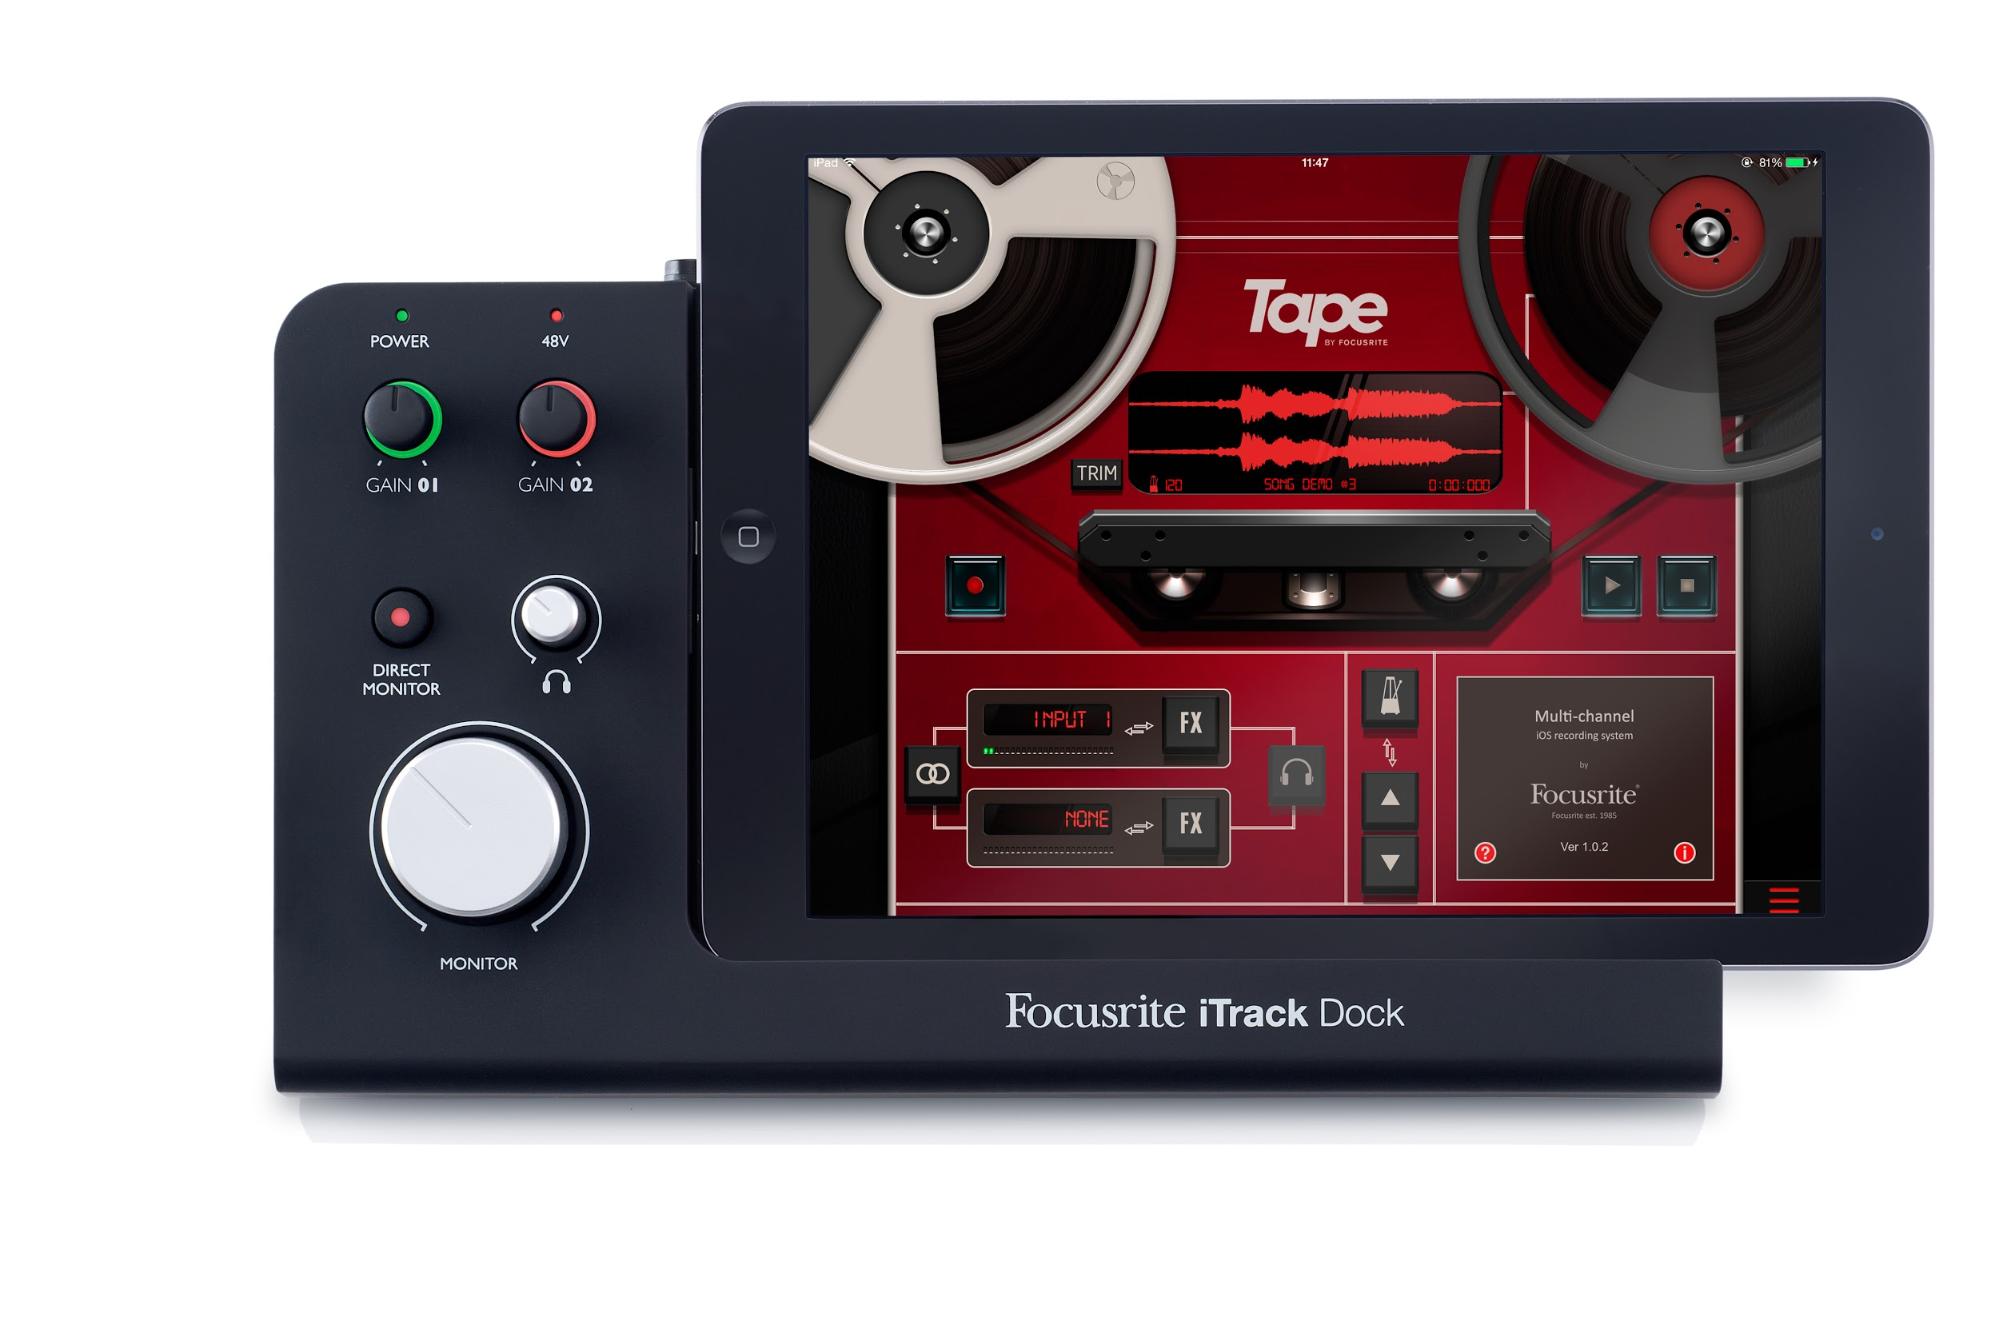 iPad
11:47
81%
POWER
48V
GAIN 01
GAIN 02
DIRECT
MONITOR
MONITOR
Tape
BY FOCUSRITE
TRIM
120
SONG DEMO #3
0:00:000
INPUT 1
FX
NONE
FX
Multi-channel
iOS recording system
by
Focusrite®
Focusrite est. 1985
?
i
Ver 1.0.2
Focusrite iTrack Dock